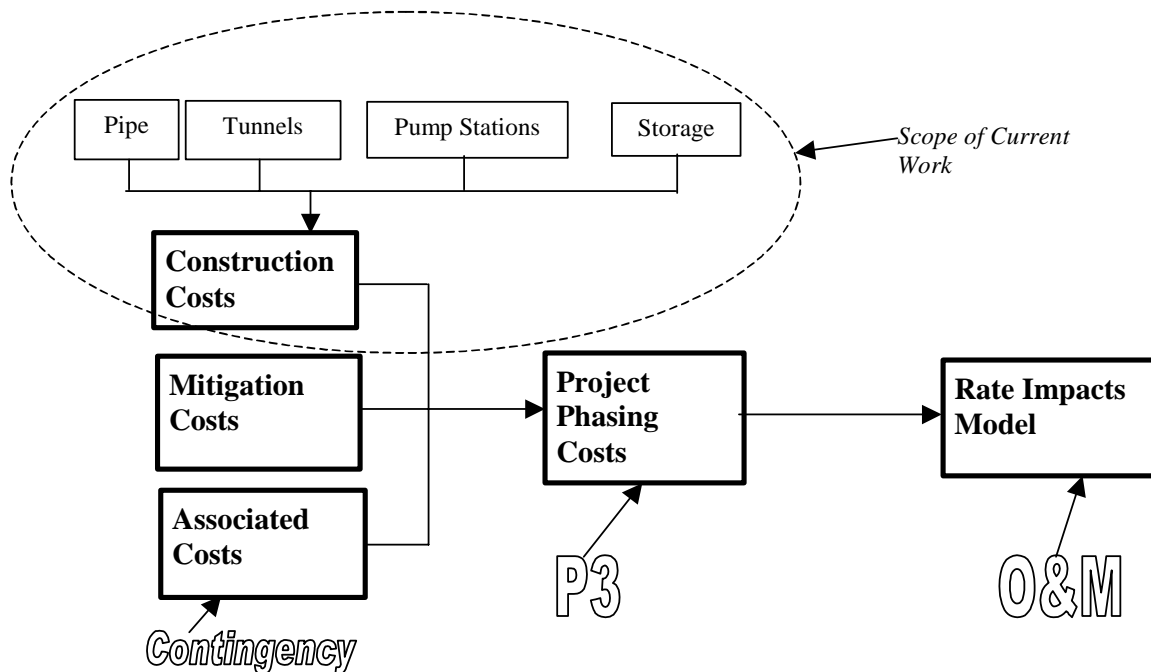 Pipe
Tunnels
Pump Stations
Storage
Scope of Current
Work
Construction
Costs
Mitigation
Costs
Project
Phasing
Costs
Rate Impacts
Model
Associated
Costs
P3
O&M
Contingency